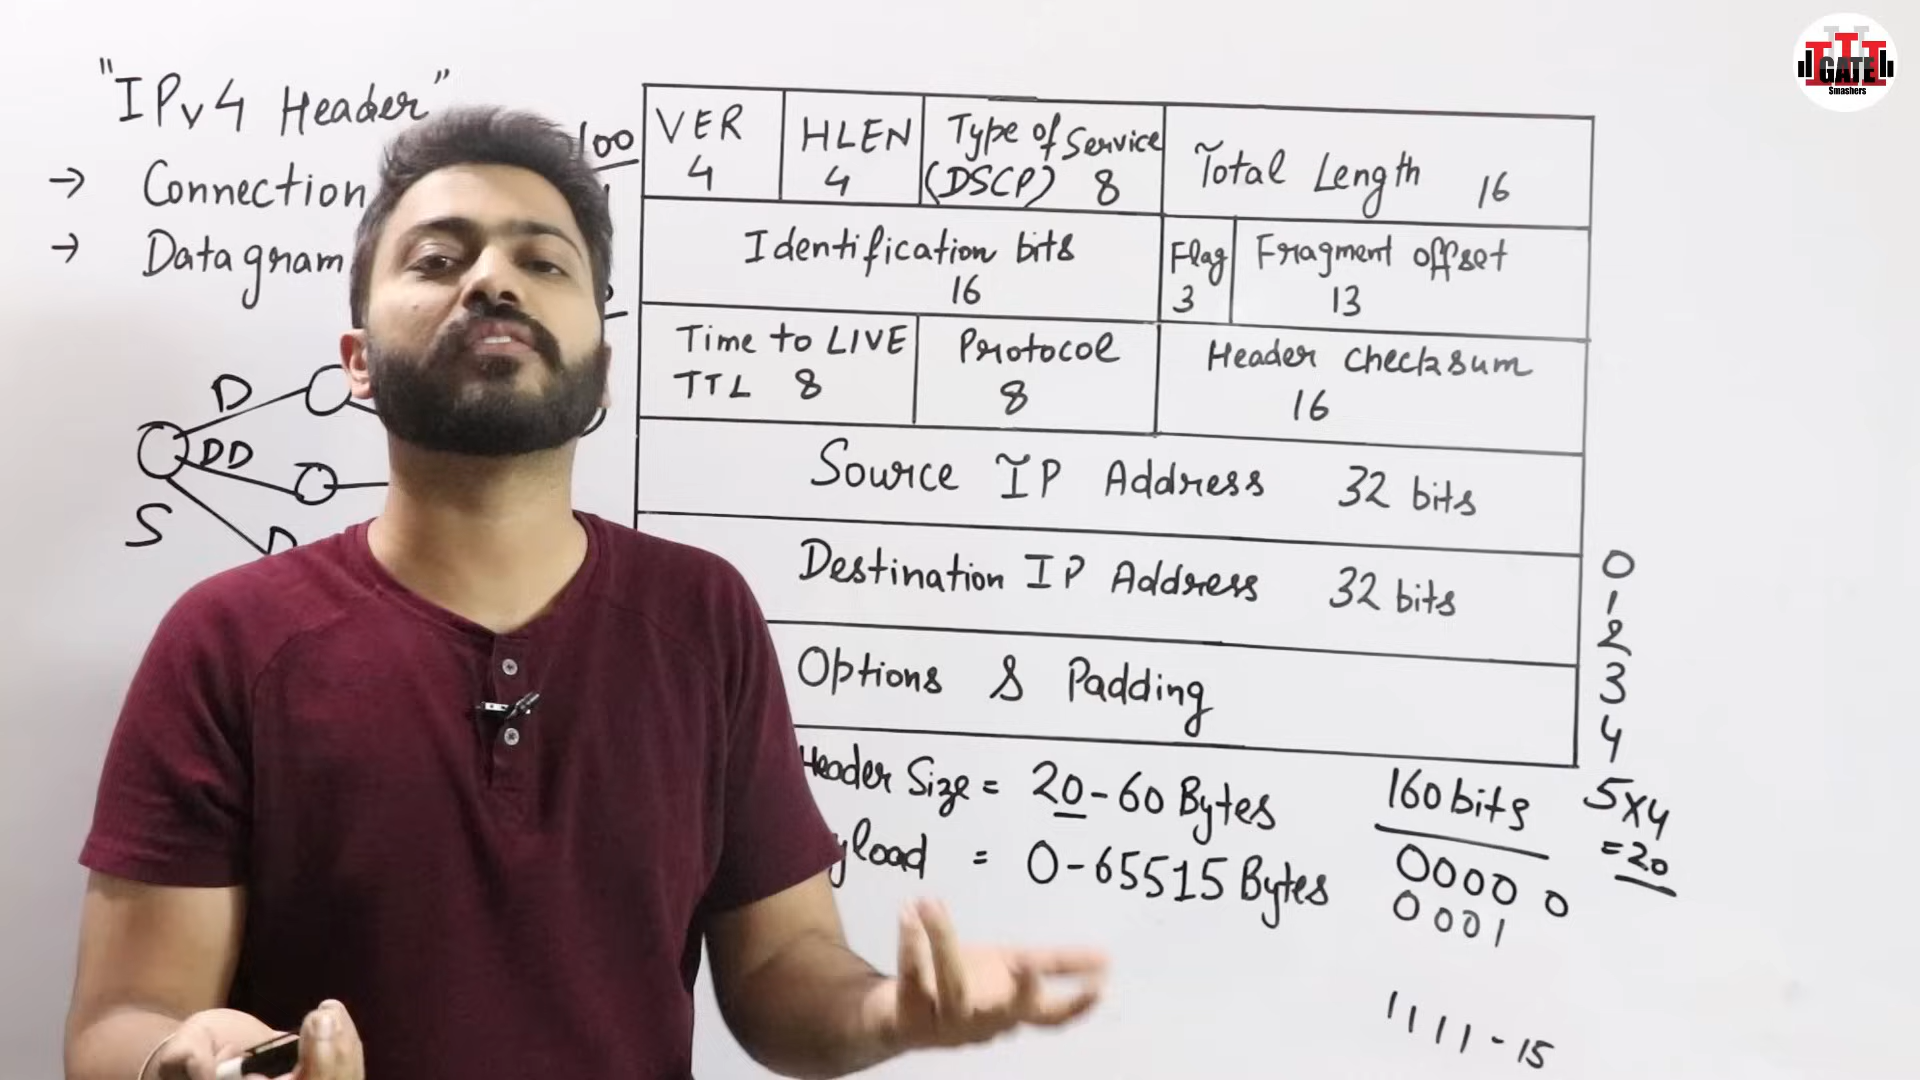 "IPv4 Header"
→ Connection
→ Datagram
100
VER
4
HLEN
4
Type of Service
(DSCP) 8
Total Length 16
Identification bits
16
Flag
3
Fragment offset
13
Time to LIVE
TTL 8
Protocol
8
Header checksum
16
Source IP Address 32 bits
Destination IP Address 32 bits
Options & Padding
D
DD
S
D
Header Size = 20-60 Bytes
yload = 0-65515 Bytes
160 bits
0000 0
0001
1111-15
0
1
2
3
4
5x4
=20
GATE
Smashers